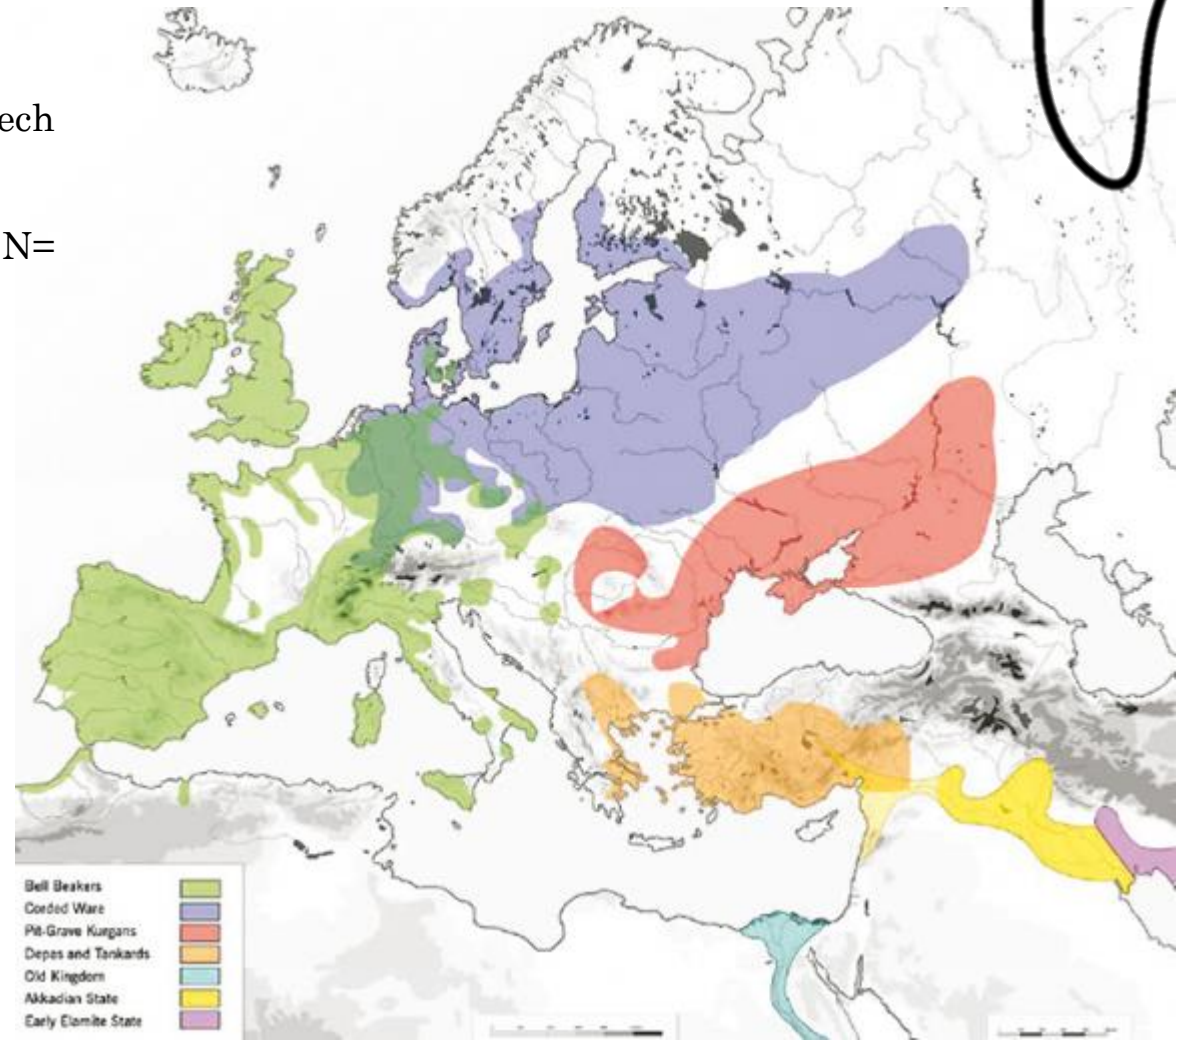 ech
N=
Bell Beakers
Corded Ware
Pit-Grave Kurgans
Depas and Tankards
Old Kingdom
Akkadian State
Early Elamite State